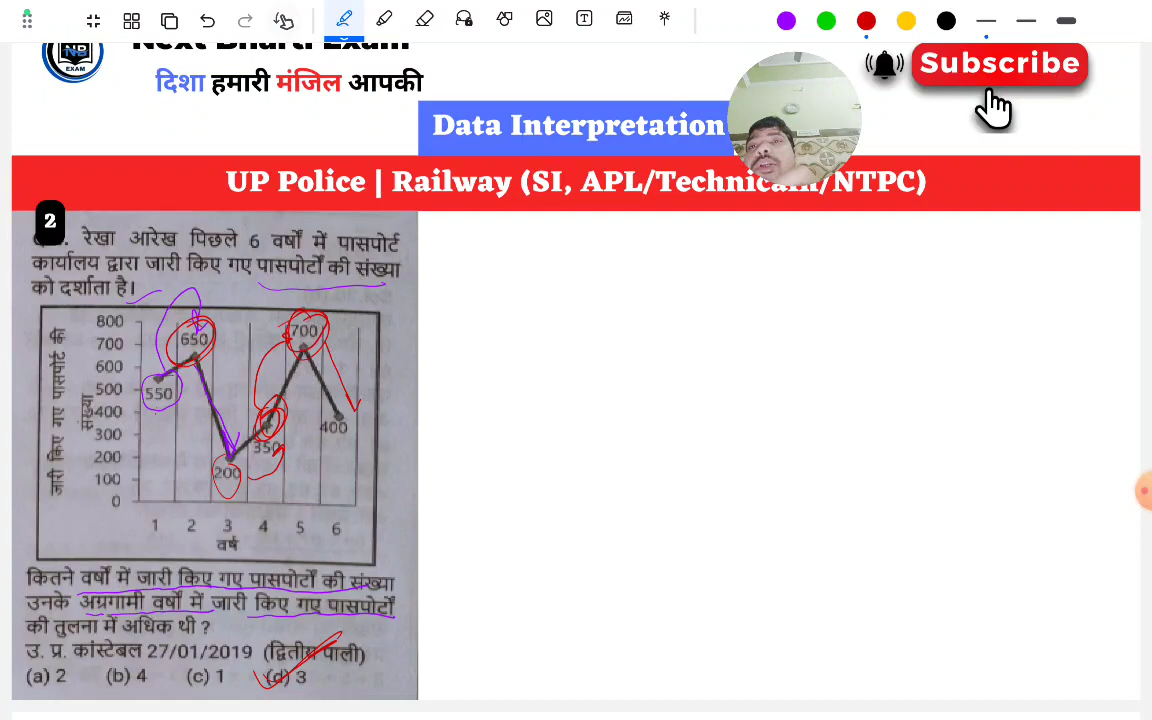 Next Bharti Exam
NB
EXAM
दिशा हमारी मंजिल आपकी
Subscribe
Data Interpretation
UP Police | Railway (SI, APL/Technician/NTPC)
2
रेखा आरेख पिछले 6 वर्षों में पासपोर्ट
कार्यालय द्वारा जारी किए गए पासपोर्टों की संख्या
को दर्शाता है।
जारी किए गए पासपोर्ट की
संख्या
800
700
600
500
400
300
200
100
0
550
650
200
350
700
400
1 2 3 4 5 6
वर्ष
कितने वर्षों में जारी किए गए पासपोर्टों की संख्या
उनके अग्रगामी वर्षों में जारी किए गए पासपोर्टों
की तुलना में अधिक थी ?
उ. प्र. कांस्टेबल 27/01/2019 (द्वितीय पाली)
(a) 2 (b) 4 (c) 1 (d) 3